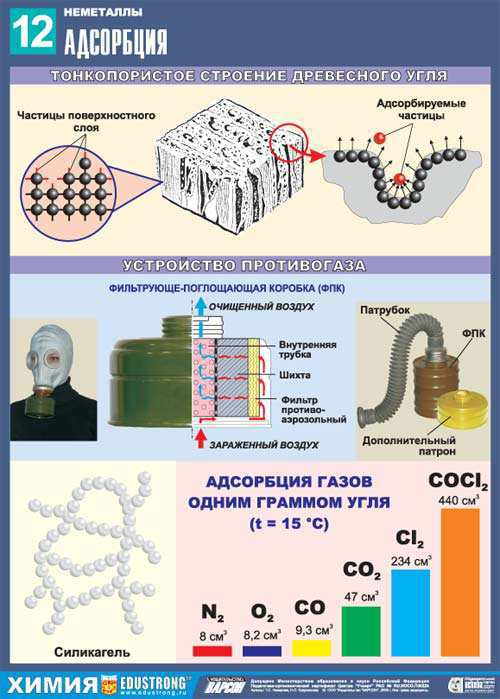 12
НЕМЕТАЛЛЫ
АДСОРБЦИЯ
ТОНКОПОРИСТОЕ СТРОЕНИЕ ДРЕВЕСНОГО УГЛЯ
Частицы поверхностного
слоя
Адсорбируемые
частицы
УСТРОЙСТВО ПРОТИВОГАЗА
ФИЛЬТРУЮЩЕ-ПОГЛОЩАЮЩАЯ КОРОБКА (ФПК)
ОЧИЩЕННЫЙ ВОЗДУХ
Внутренняя
трубка
Шихта
Фильтр
противо-
аэрозольный
ЗАРАЖЕННЫЙ ВОЗДУХ
Патрубок
ФПК
Дополнительный
патрон
Силикагель
АДСОРБЦИЯ ГАЗОВ
ОДНИМ ГРАММОМ УГЛЯ
(t = 15 °C)
N₂
8 см³
O₂
8,2 см³
CO
9,3 см³
CO₂
47 см³
Cl₂
234 см³
COCl₂
440 см³
ХИМИЯ
EDUSTRONG
www.edustrong.ru
ВАРСОН